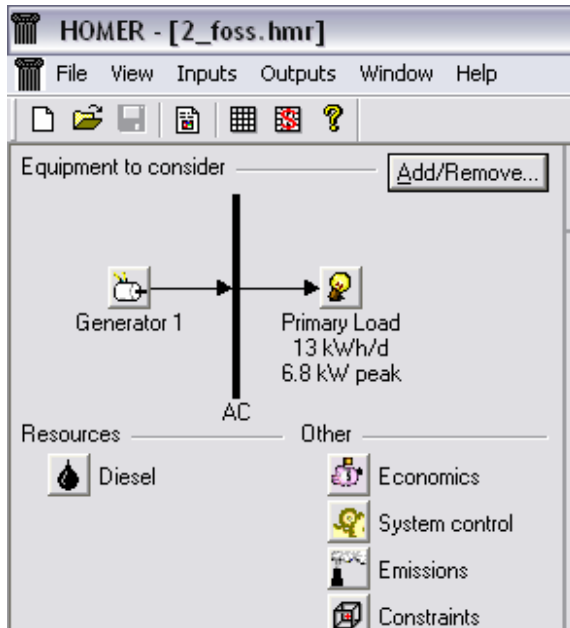 HOMER - [2_foss.hmr]
File View Inputs Outputs Window Help
Equipment to consider
Add/Remove...
Generator 1
Primary Load
13 kWh/d
6.8 kW peak
AC
Resources
Other
Diesel
Economics
System control
Emissions
Constraints